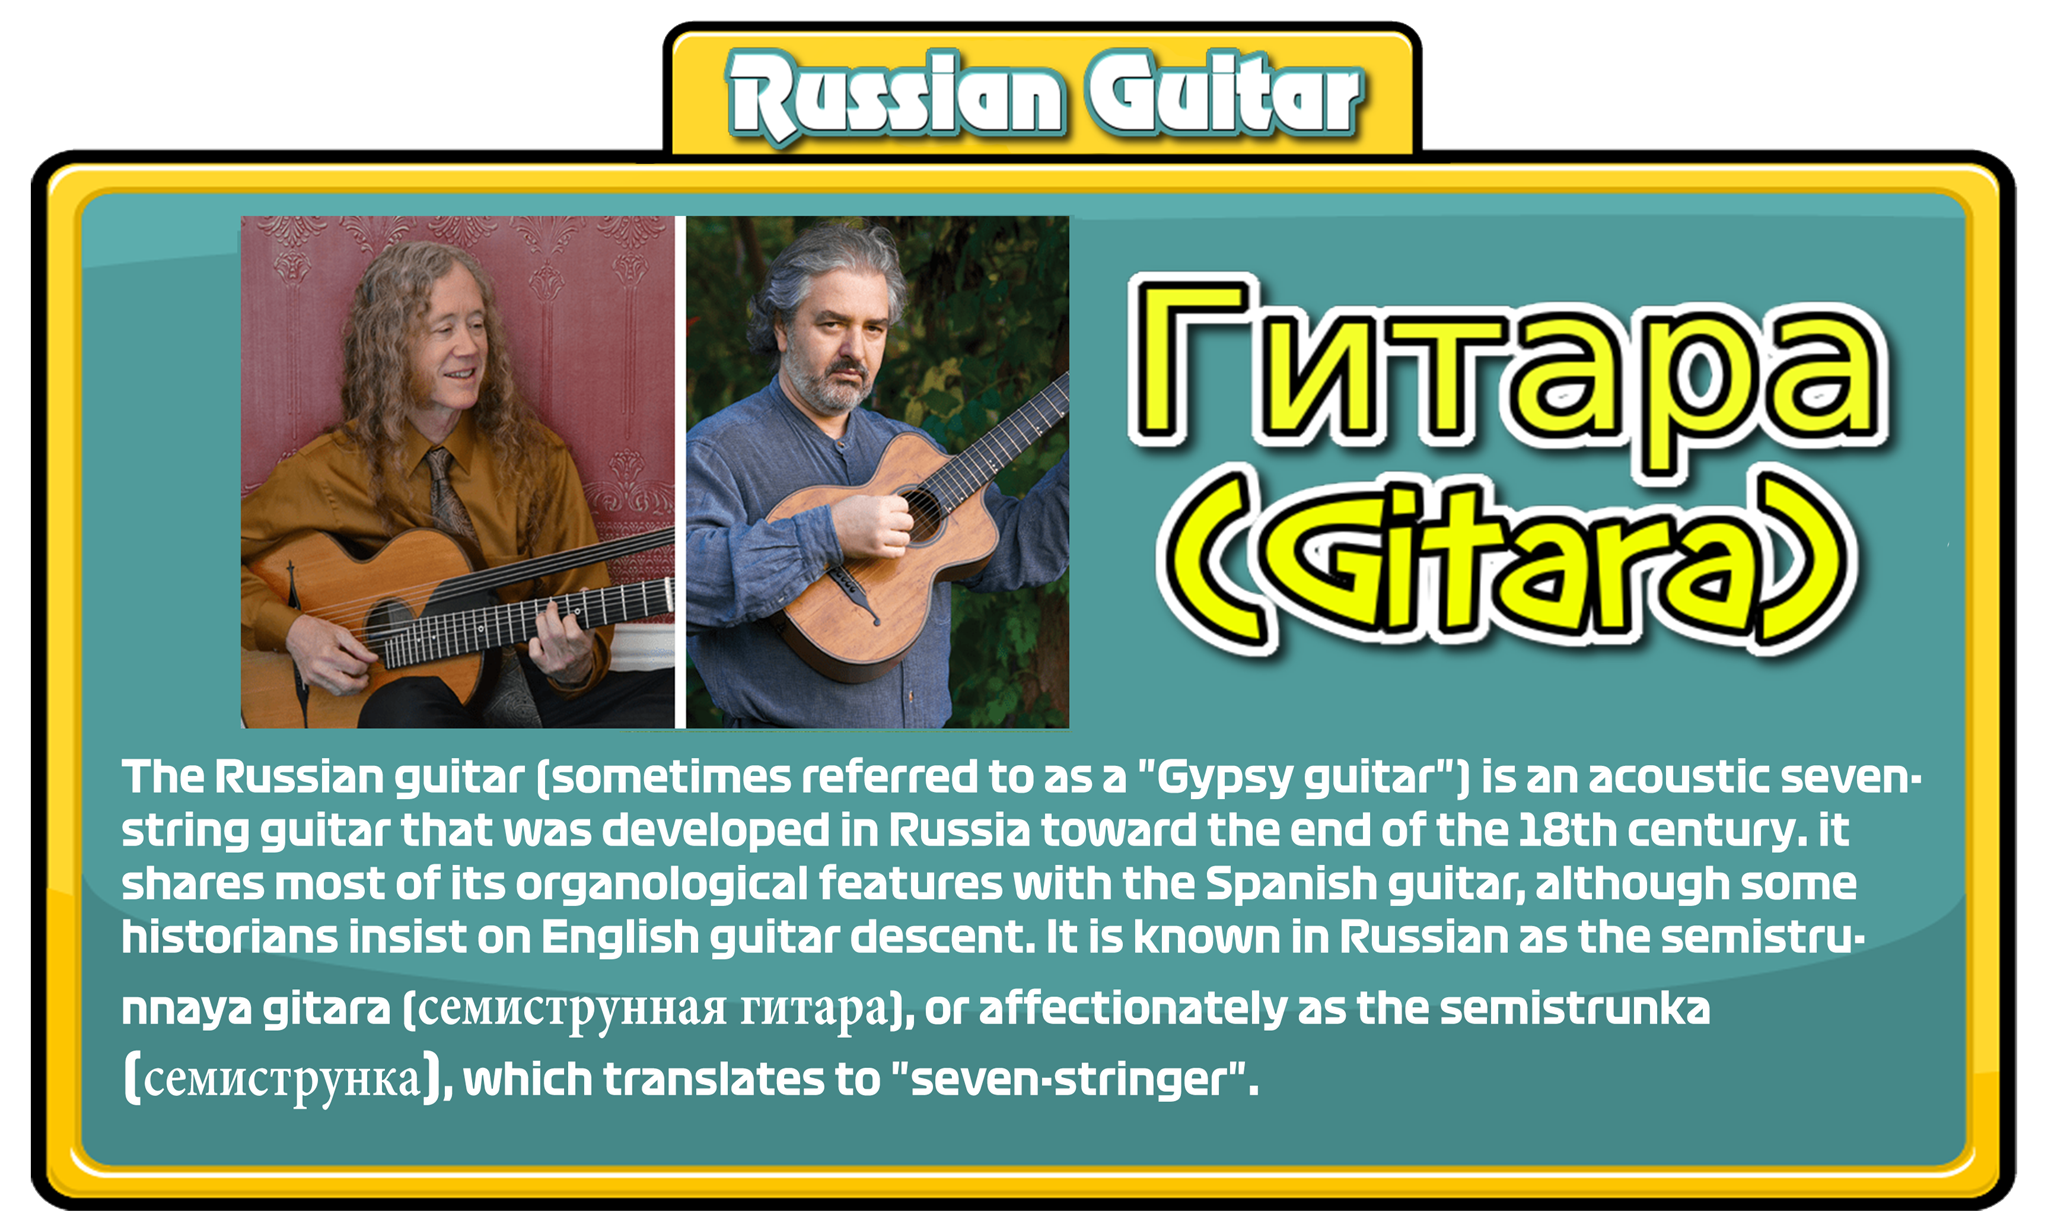 Russian Guitar
Гитара
(Gitara)
The Russian guitar (sometimes referred to as a "Gypsy guitar") is an acoustic seven-
string guitar that was developed in Russia toward the end of the 18th century. it
shares most of its organological features with the Spanish guitar, although some
historians insist on English guitar descent. It is known in Russian as the semistru-
nnaya gitara (семиструнная гитара), or affectionately as the semistrunka
(семиструнка), which translates to "seven-stringer".